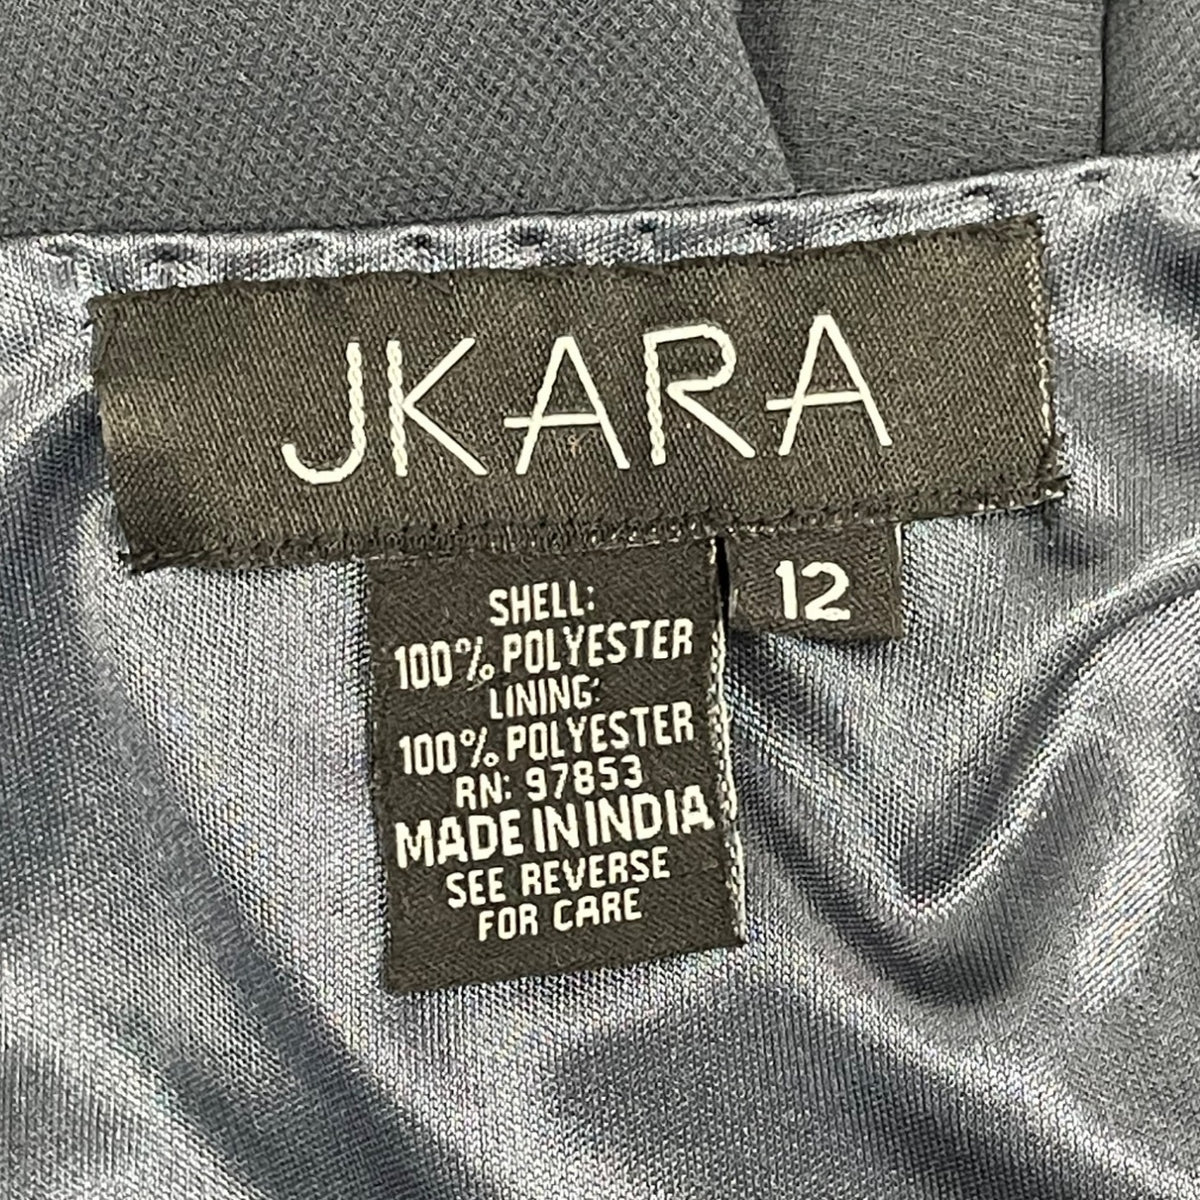 JKARA
12
SHELL:
100% POLYESTER
LINING:
100% POLYESTER
RN: 97853
MADE IN INDIA
SEE REVERSE
FOR CARE